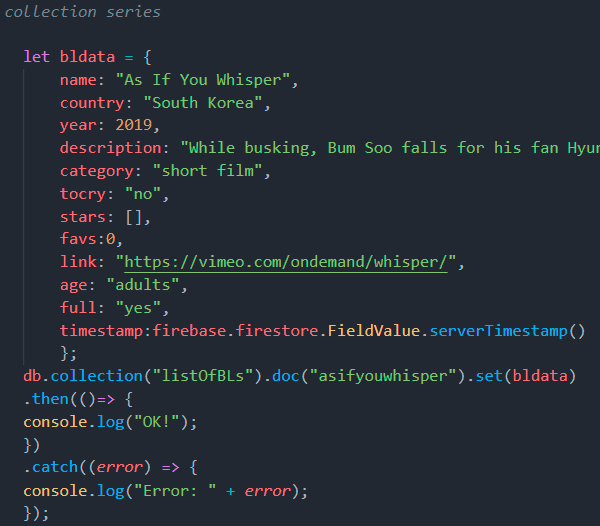 collection series
let bldata = {
name: "As If You Whisper",
country: "South Korea",
year: 2019,
description: "While busking, Bum Soo falls for his fan Hyun
category: "short film",
tocry: "no",
stars: [],
favs:0,
link: "https://vimeo.com/ondemand/whisper/",
age: "adults",
full: "yes",
timestamp:firebase.firestore.FieldValue.serverTimestamp()
};
db.collection("listOfBLs").doc("asifyouwhisper").set(bldata)
.then(()=> {
console.log("OK!");
})
.catch((error) => {
console.log("Error: " + error);
});